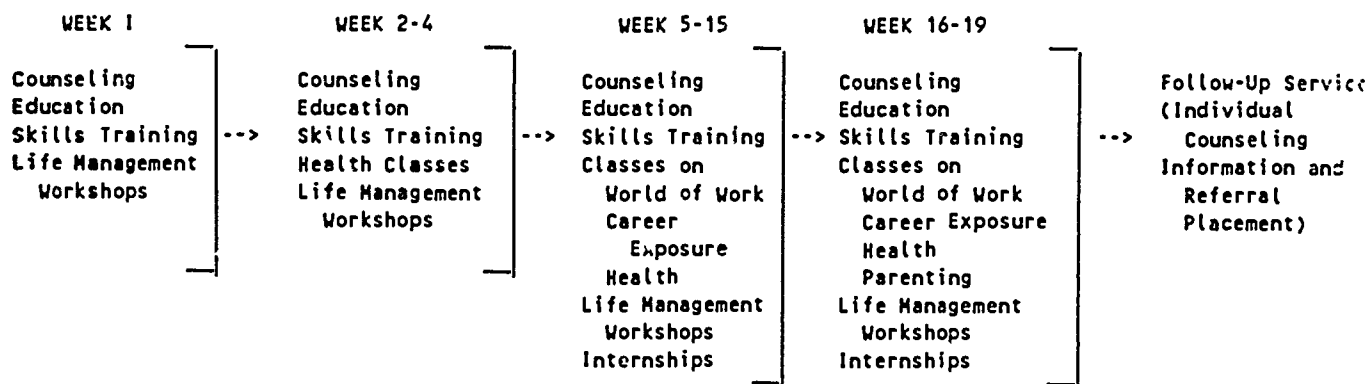 WEEK 1
Counseling
Education
Skills Training
Life Management
Workshops
-->
WEEK 2-4
Counseling
Education
Skills Training
Health Classes
Life Management
Workshops
-->
WEEK 5-15
Counseling
Education
Skills Training
Classes on
World of Work
Career
Exposure
Health
Life Management
Workshops
Internships
-->
WEEK 16-19
Counseling
Education
Skills Training
Classes on
World of Work
Career Exposure
Health
Parenting
Life Management
Workshops
Internships
-->
Follow-Up Service
(Individual
Counseling
Information and
Referral
Placement)